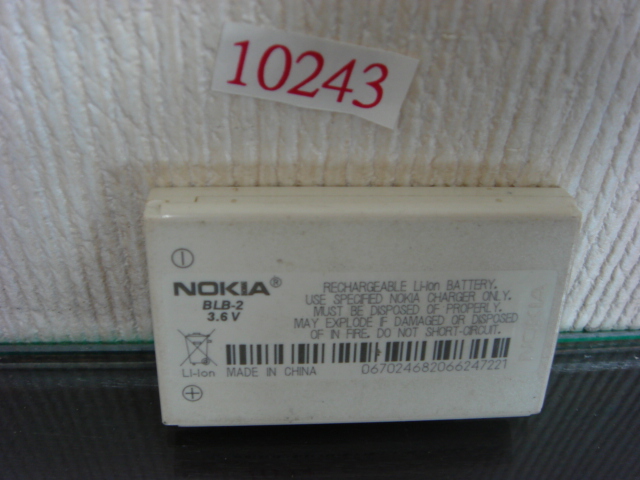 10243
NOKIA®
BLB-2
3.6 V
RECHARGEABLE Li-Ion BATTERY.
USE SPECIFIED NOKIA CHARGER ONLY.
MUST BE DISPOSED OF PROPERLY.
MAY EXPLODE IF DAMAGED OR DISPOSED
OF IN FIRE. DO NOT SHORT-CIRCUIT.
Li-Ion MADE IN CHINA 067024682066247221
NOKIA